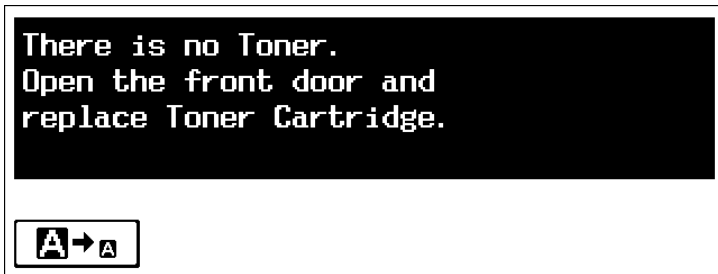 There is no Toner.
Open the front door and
replace Toner Cartridge.
A→A